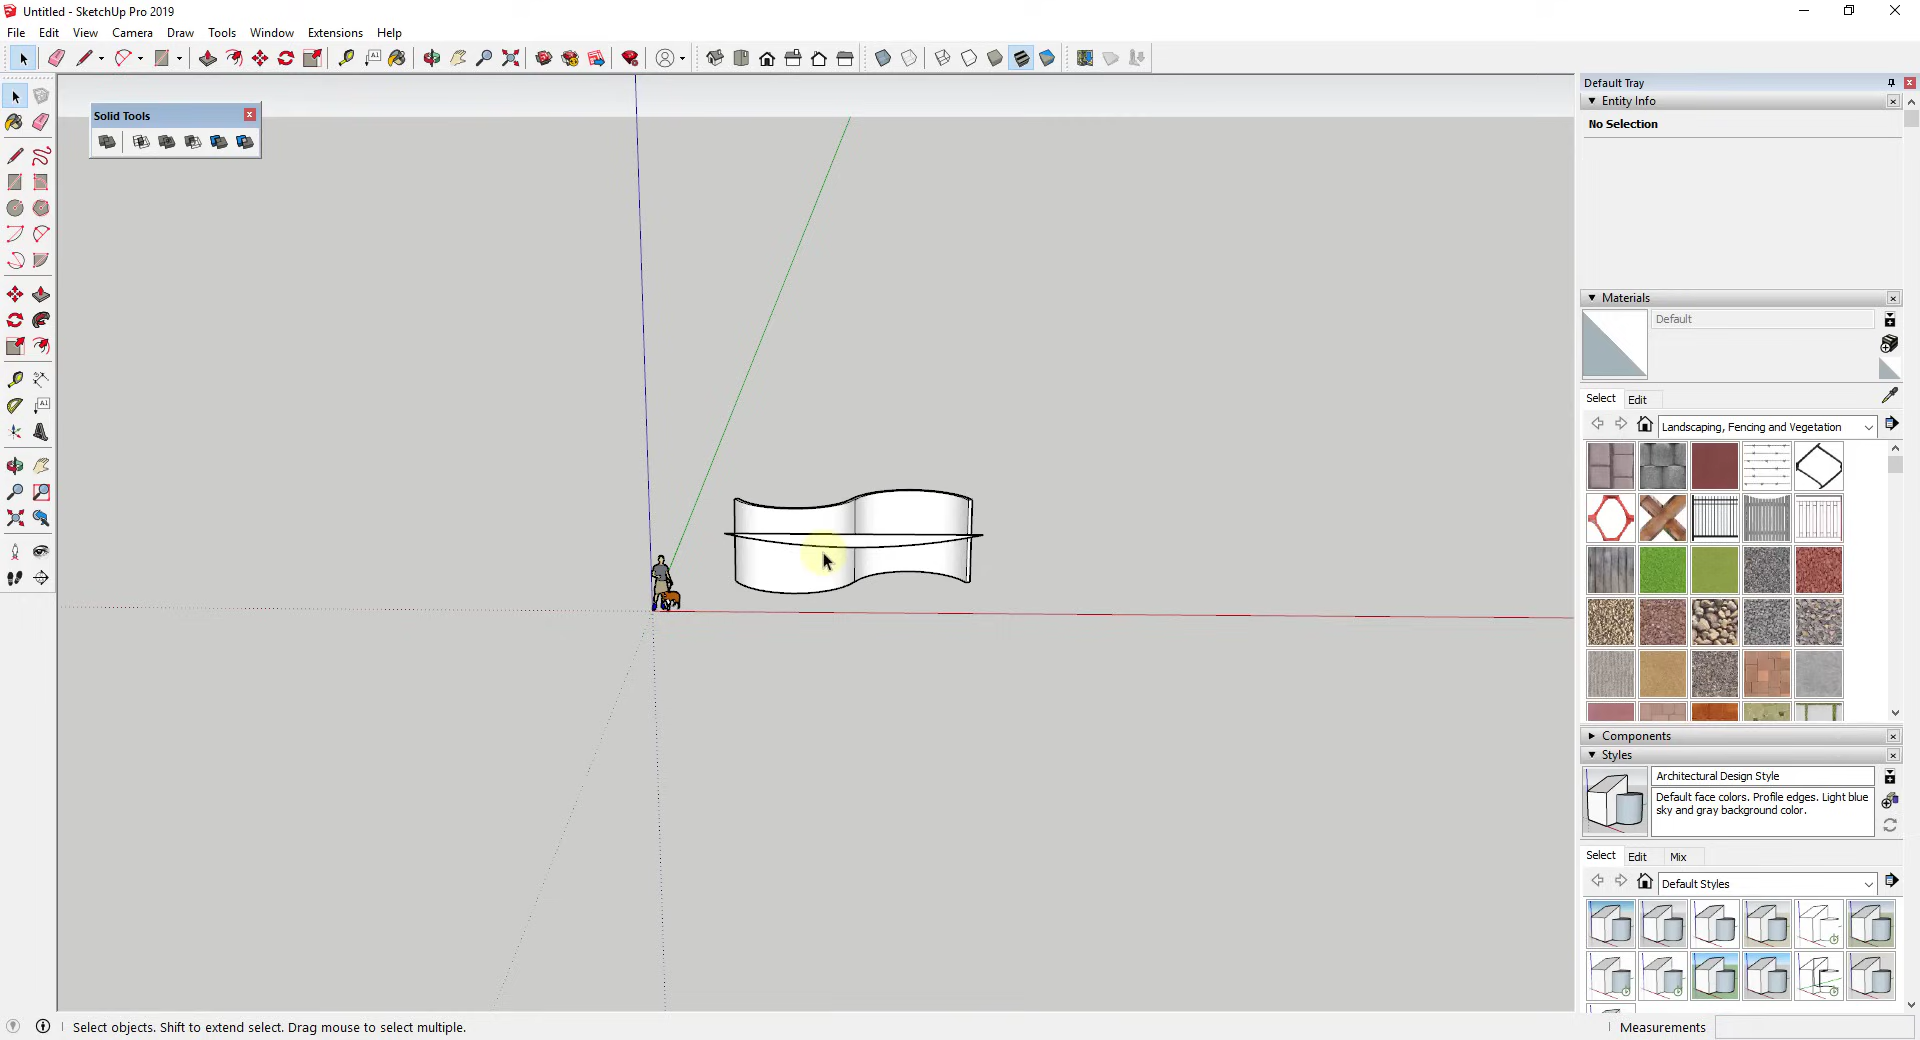 Untitled - SketchUp Pro 2019
File Edit View Camera Draw Tools Window Extensions Help
Solid Tools
Default Tray
Entity Info
No Selection
Materials
Default
Select Edit
Landscaping, Fencing and Vegetation
Components
Styles
Architectural Design Style
Default face colors. Profile edges. Light blue
sky and gray background color.
Select Edit Mix
Default Styles
Select objects. Shift to extend select. Drag mouse to select multiple.
Measurements